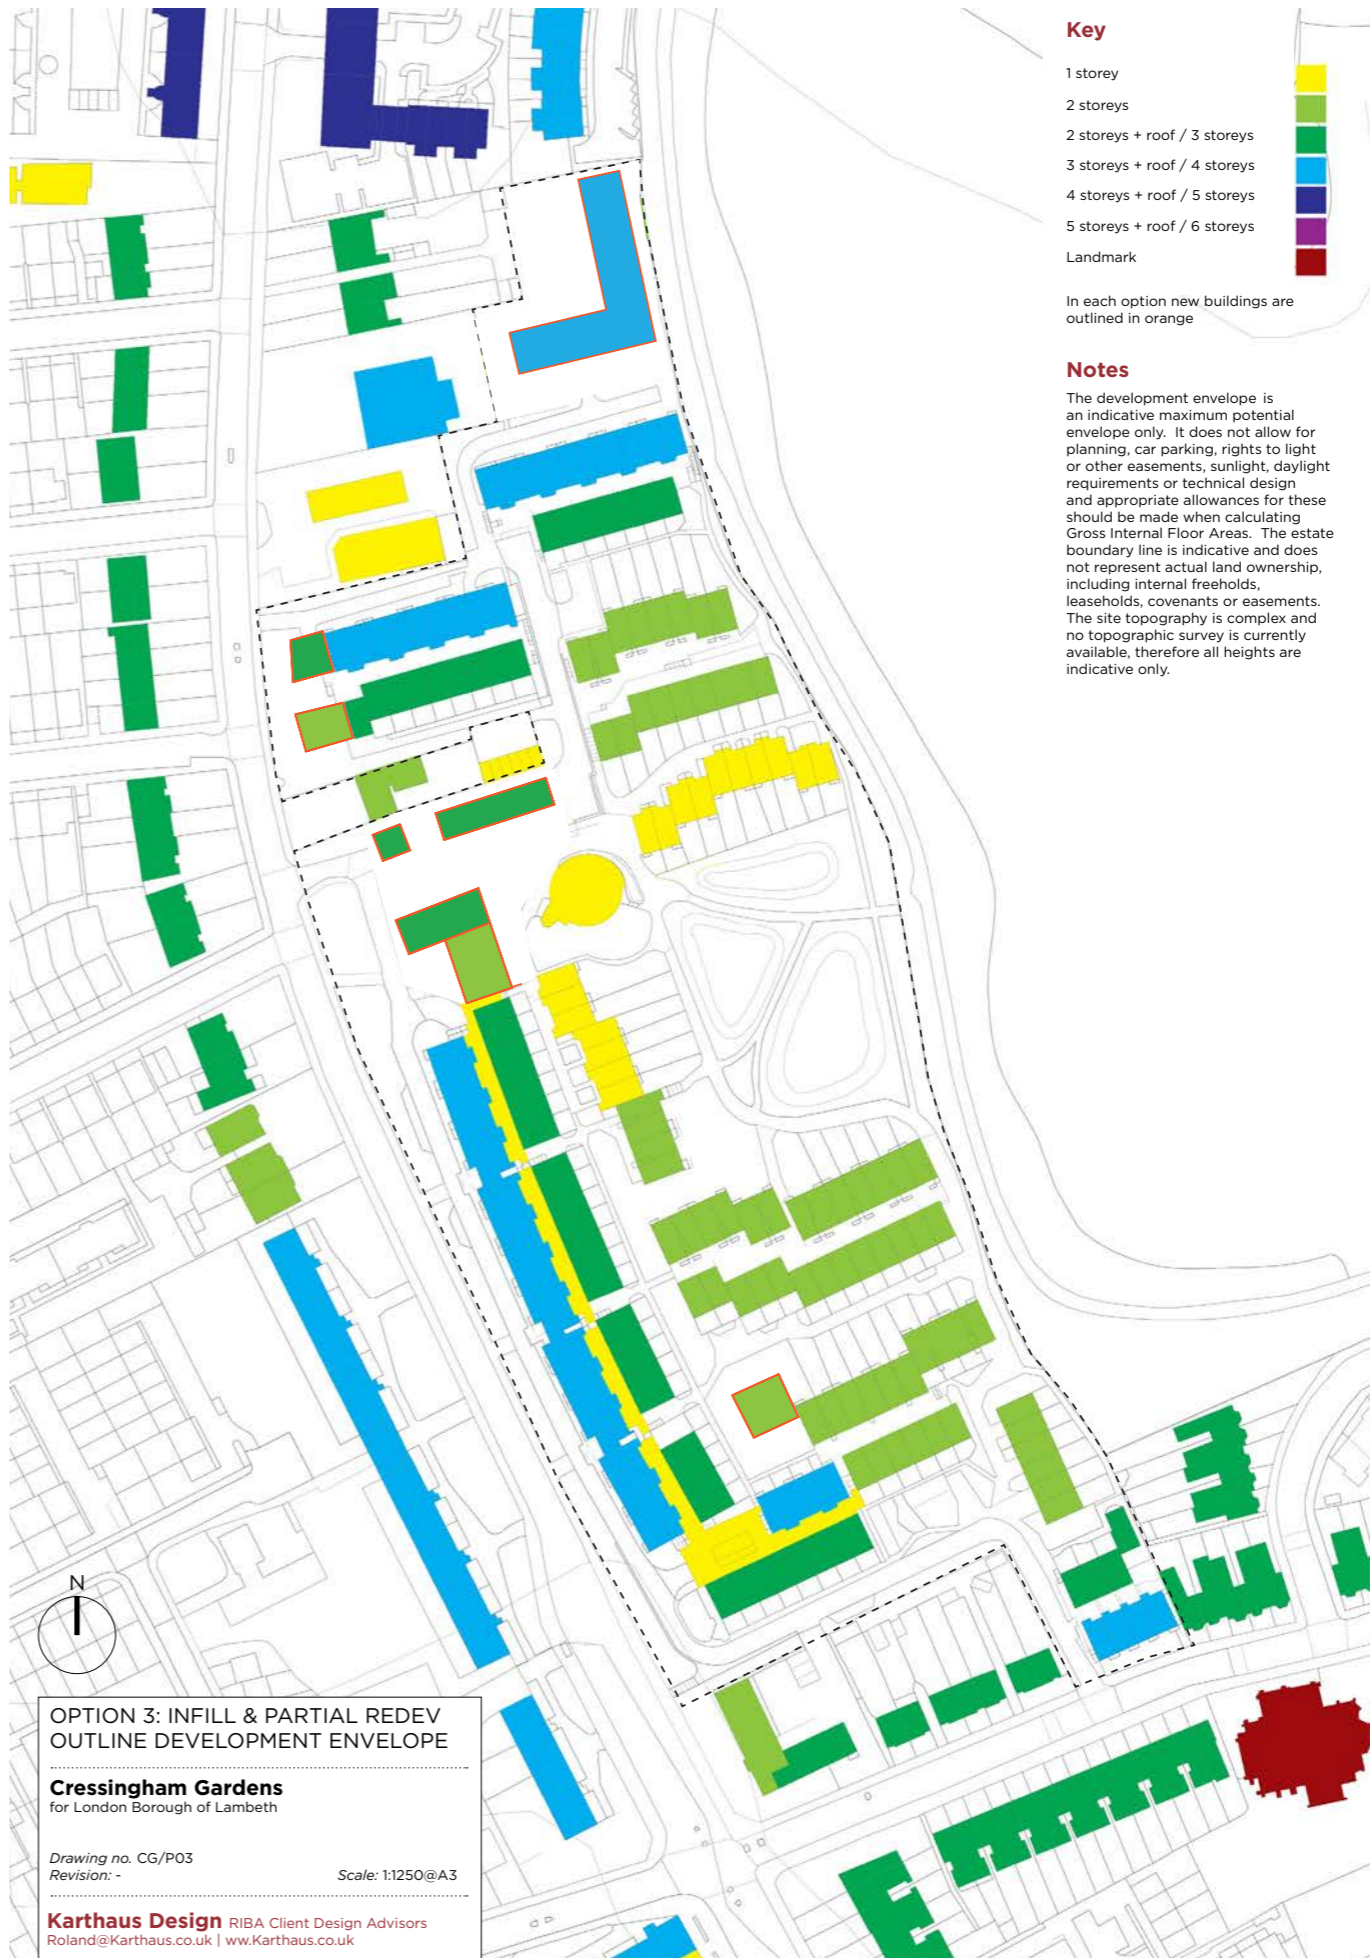 Key
1 storey
2 storeys
2 storeys + roof / 3 storeys
3 storeys + roof / 4 storeys
4 storeys + roof / 5 storeys
5 storeys + roof / 6 storeys
Landmark
In each option new buildings are
outlined in orange
Notes
The development envelope is
an indicative maximum potential
envelope only. It does not allow for
planning, car parking, rights to light
or other easements, sunlight, daylight
requirements or technical design
and appropriate allowances for these
should be made when calculating
Gross Internal Floor Areas. The estate
boundary line is indicative and does
not represent actual land ownership,
including internal freeholds,
leaseholds, covenants or easements.
The site topography is complex and
no topographic survey is currently
available, therefore all heights are
indicative only.
N
OPTION 3: INFILL & PARTIAL REDEV
OUTLINE DEVELOPMENT ENVELOPE
Cressingham Gardens
for London Borough of Lambeth
Drawing no. CG/P03
Revision: - Scale: 1:1250@A3
Karthaus Design RIBA Client Design Advisors
Roland@Karthaus.co.uk | ww.Karthaus.co.uk